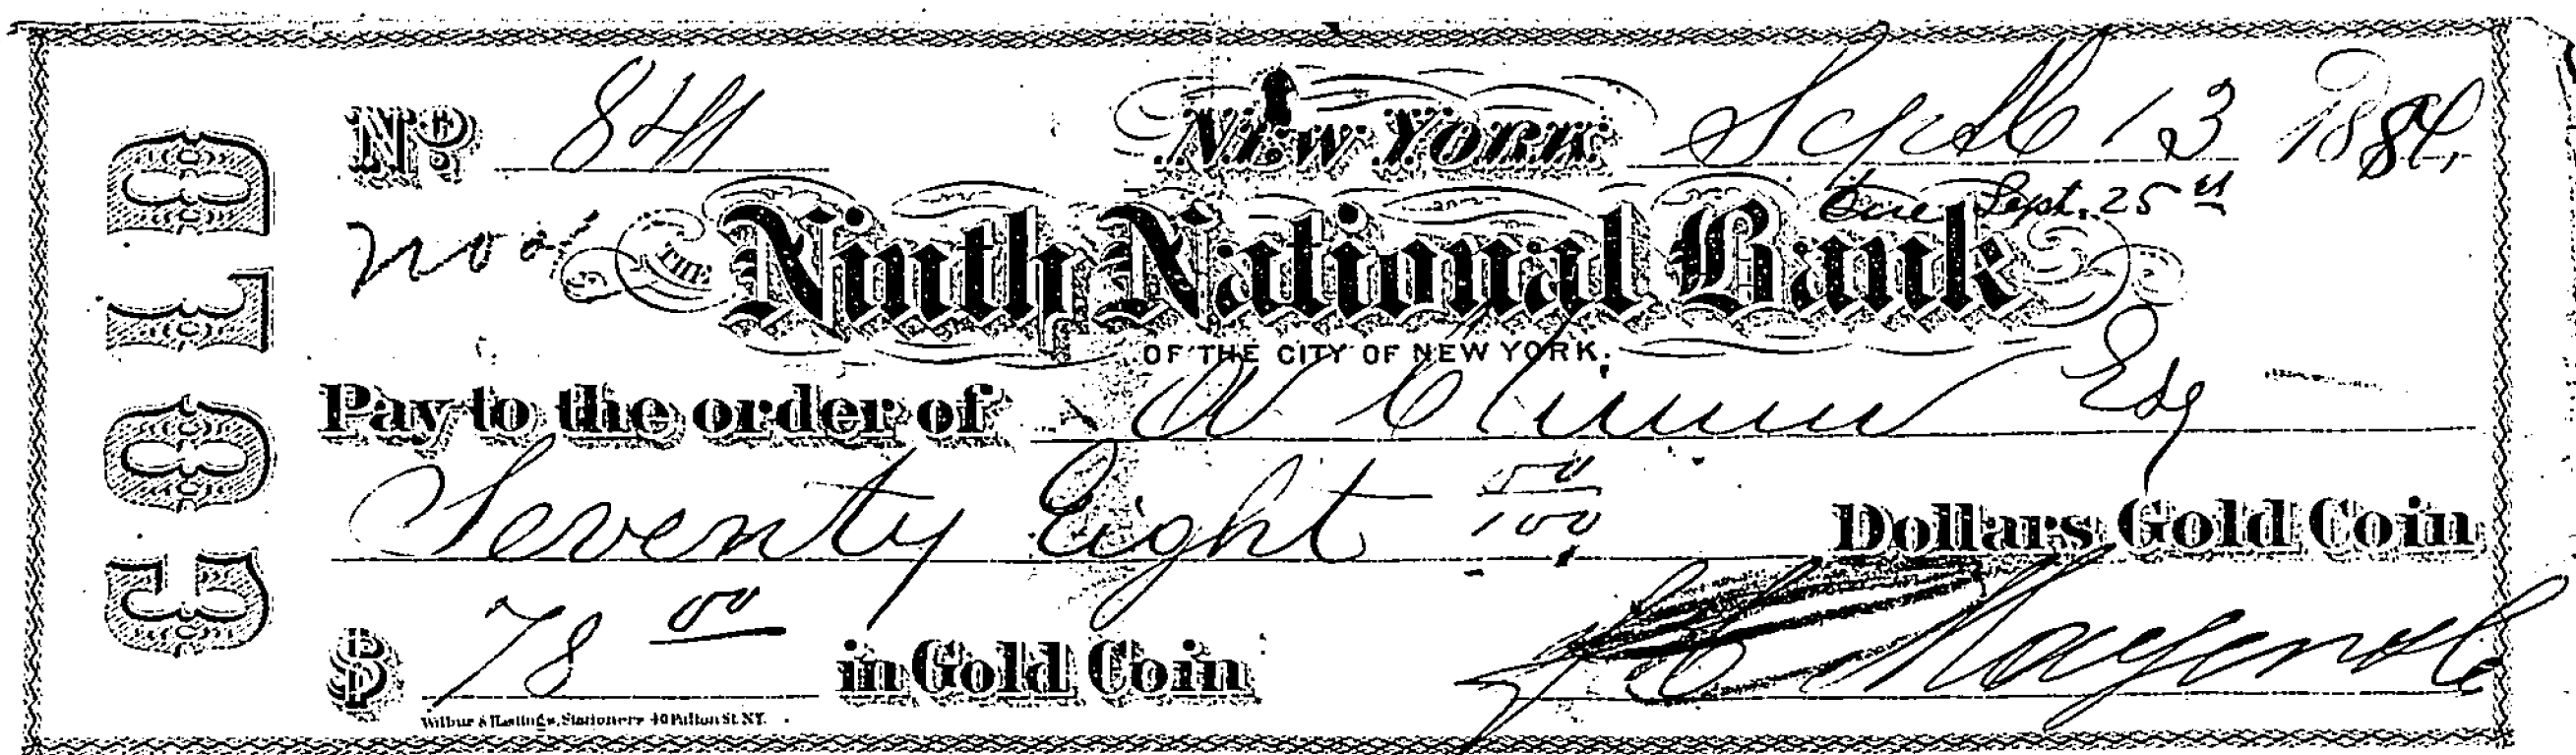 GOLD
No. 841 NEW YORK Sept 13 1884
Due Sept. 25th
THE Ninth National Bank
OF THE CITY OF NEW YORK.
Pay to the order of Esq
Seventy Eight 00/100 Dollars Gold Coin
$ 78 00 in Gold Coin
Wilbur & Hastings, Stationers 40 Fulton St. N.Y.